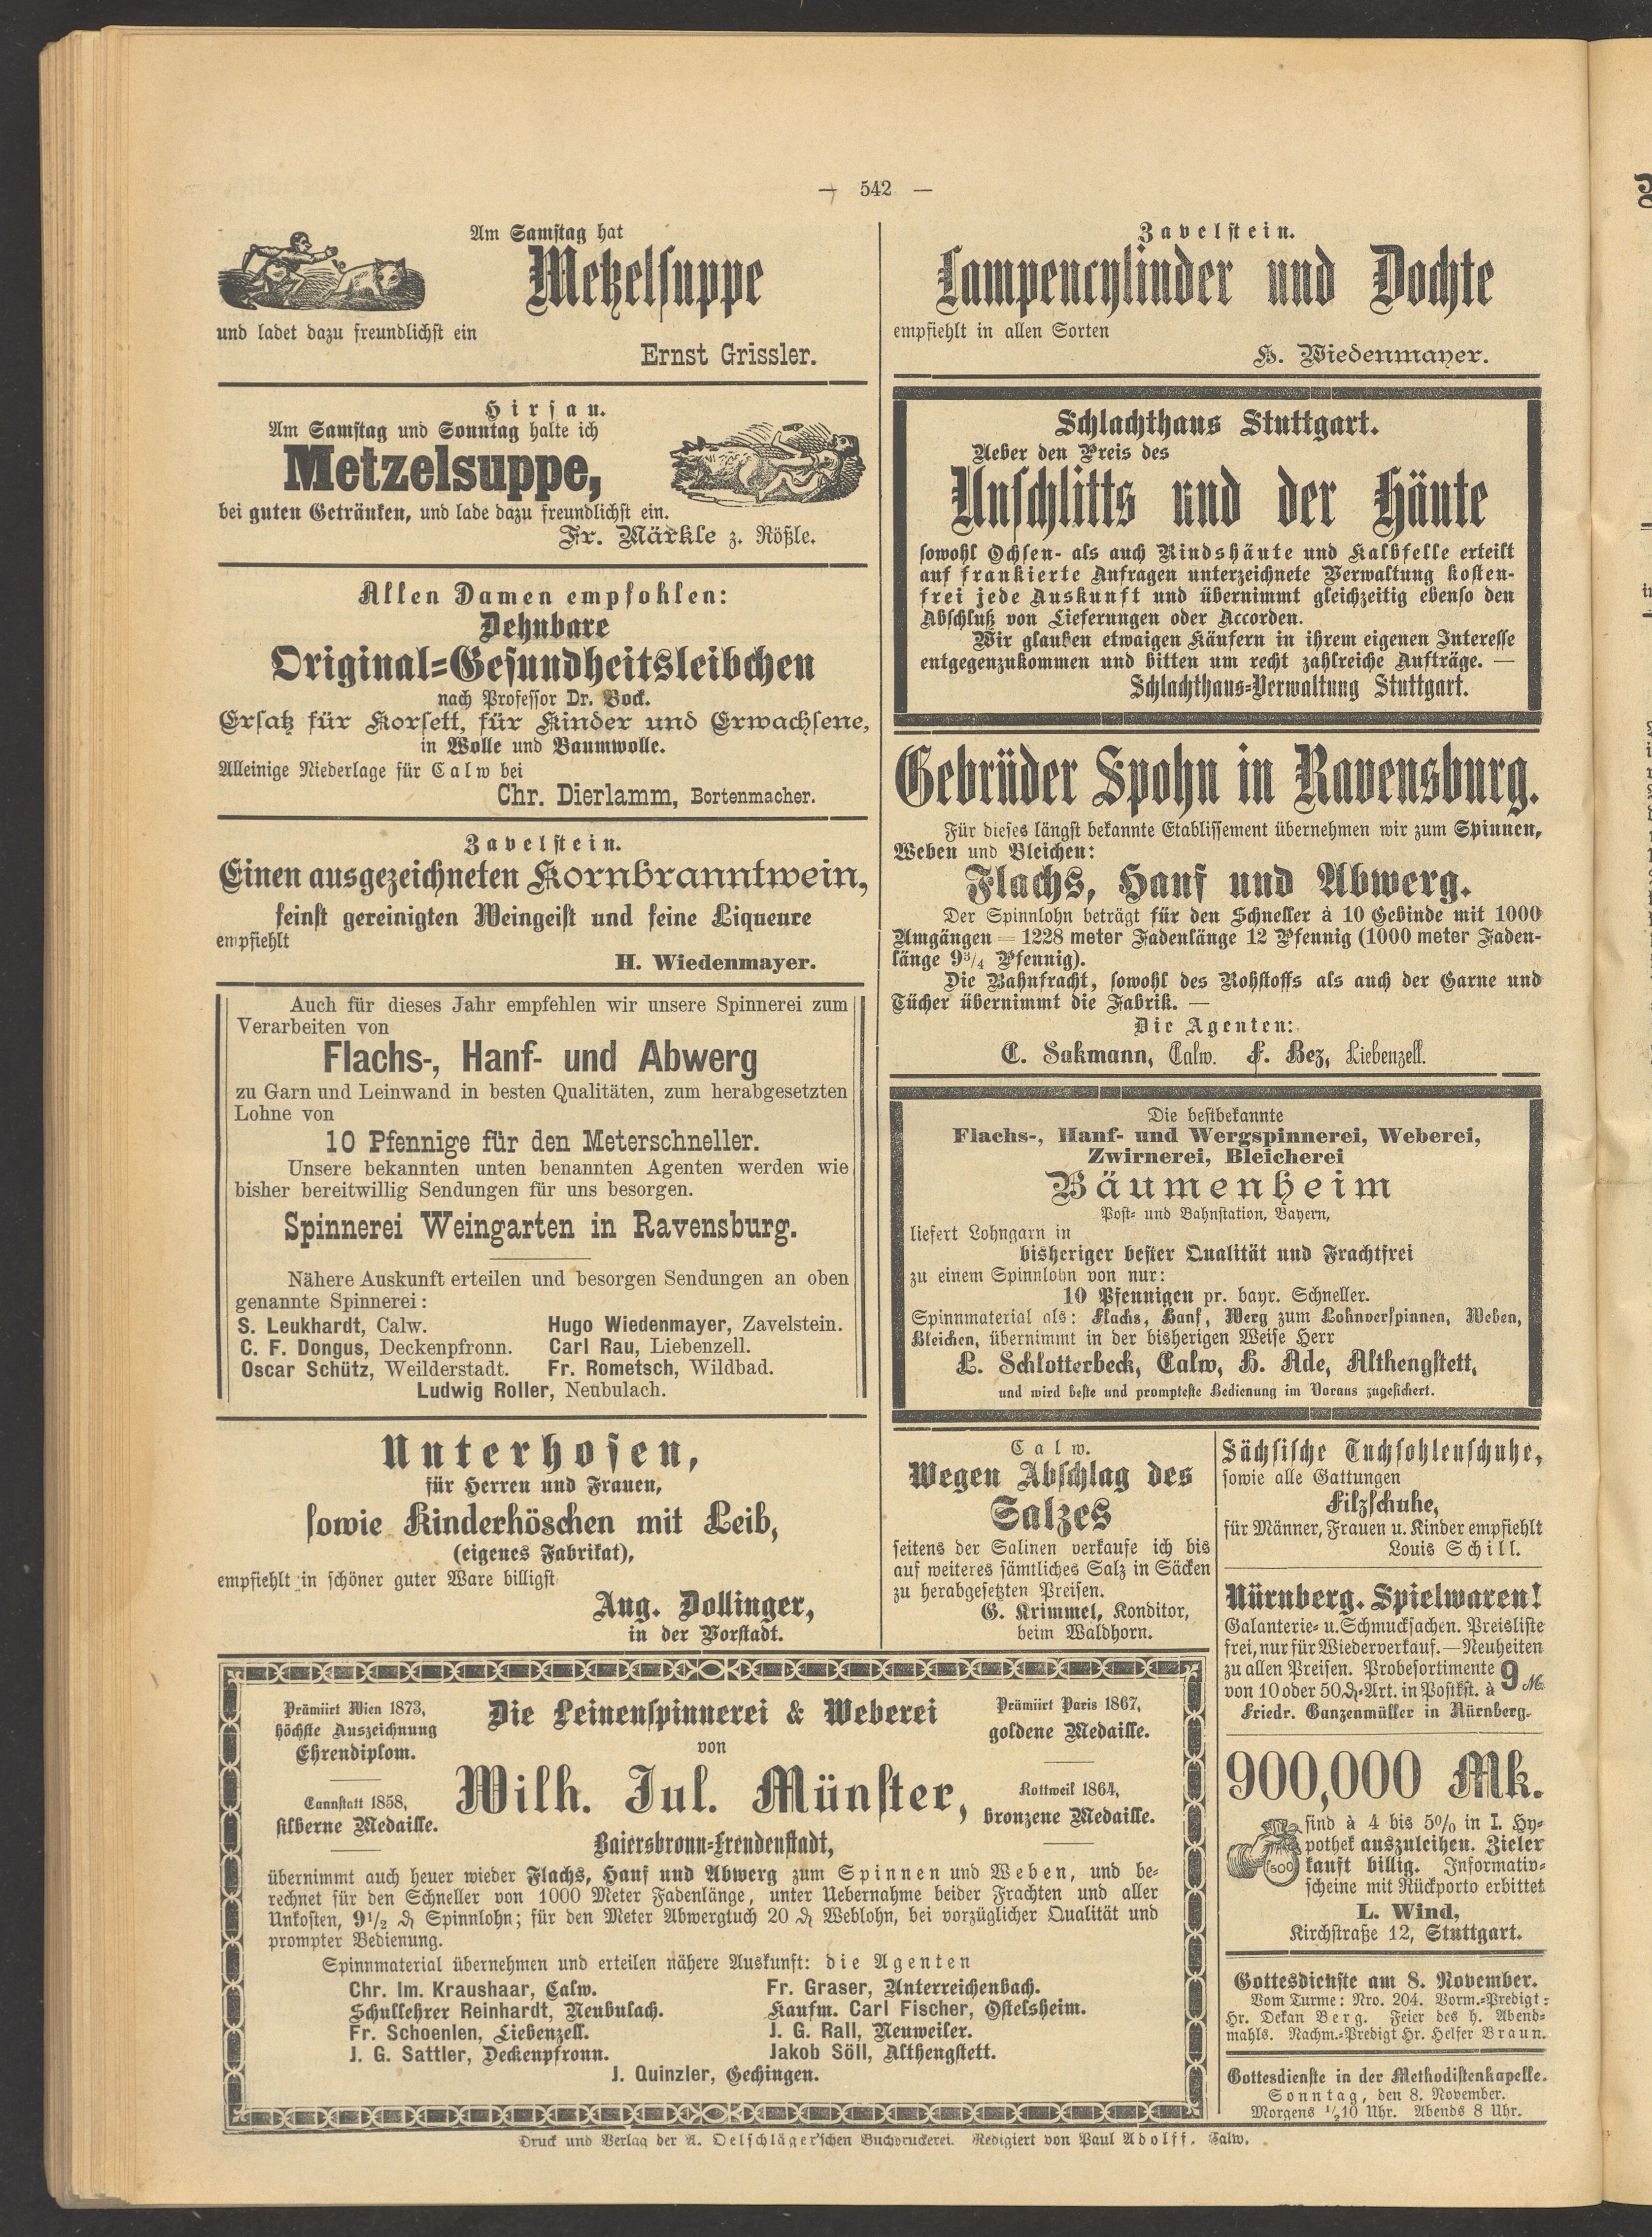 — 542 —
Am Samstag hat
Metzelsuppe
und ladet dazu freundlichst ein
Ernst Grissler.
Hirsau.
Am Samstag und Sonntag halte ich
Metzelsuppe,
bei guten Getränken, und lade dazu freundlichst ein.
Fr. Märkle z. Rößle.
Allen Damen empfohlen:
Dehnbare
Original-Gesundheitsleibchen
nach Professor Dr. Bock.
Ersatz für Korsett, für Kinder und Erwachsene,
in Wolle und Baumwolle.
Alleinige Niederlage für Calw bei
Chr. Dierlamm, Bortenmacher.
Zavelstein.
Einen ausgezeichneten Kornbranntwein,
feinst gereinigten Weingeist und feine Liqueure
empfiehlt
H. Wiedenmayer.
Auch für dieses Jahr empfehlen wir unsere Spinnerei zum
Verarbeiten von
Flachs-, Hanf- und Abwerg
zu Garn und Leinwand in besten Qualitäten, zum herabgesetzten
Lohne von
10 Pfennige für den Meterschneller.
Unsere bekannten unten benannten Agenten werden wie
bisher bereitwillig Sendungen für uns besorgen.
Spinnerei Weingarten in Ravensburg.
Nähere Auskunft erteilen und besorgen Sendungen an oben
genannte Spinnerei:
S. Leukhardt, Calw. Hugo Wiedenmayer, Zavelstein.
C. F. Dongus, Deckenpfronn. Carl Rau, Liebenzell.
Oscar Schütz, Weilderstadt. Fr. Rometsch, Wildbad.
Ludwig Roller, Neubulach.
Unterhosen,
für Herren und Frauen,
sowie Kinderhöschen mit Leib,
(eigenes Fabrikat),
empfiehlt in schöner guter Ware billigst
Aug. Dollinger,
in der Vorstadt.
Zavelstein.
Lampencylinder und Dochte
empfiehlt in allen Sorten
H. Wiedenmayer.
Schlachthaus Stuttgart.
Ueber den Preis des
Unschlitts und der Häute
sowohl Ochsen- als auch Rindshäute und Kalbfelle erteilt
auf frankierte Anfragen unterzeichnete Verwaltung kosten-
frei jede Auskunft und übernimmt gleichzeitig ebenso den
Abschluß von Lieferungen oder Accorden.
Wir glauben etwaigen Käufern in ihrem eigenen Interesse
entgegenzukommen und bitten um recht zahlreiche Aufträge. —
Schlachthaus-Verwaltung Stuttgart.
Gebrüder Spohn in Ravensburg.
Für dieses längst bekannte Etablissement übernehmen wir zum Spinnen,
Weben und Bleichen:
Flachs, Hanf und Abwerg.
Der Spinnlohn beträgt für den Schneller à 10 Gebinde mit 1000
Umgängen = 1228 meter Fadenlänge 12 Pfennig (1000 meter Faden-
länge 9¾ Pfennig).
Die Bahnfracht, sowohl des Rohstoffs als auch der Garne und
Tücher übernimmt die Fabrik. —
Die Agenten:
C. Sakmann, Calw. F. Bez, Liebenzell.
Die bestbekannte
Flachs-, Hanf- und Wergspinnerei, Weberei,
Zwirnerei, Bleicherei
Bäumenheim
Post- und Bahnstation, Bayern,
liefert Lohngarn in
bisheriger bester Qualität und Frachtfrei
zu einem Spinnlohn von nur:
10 Pfennigen pr. bayr. Schneller.
Spinnmaterial als: Flachs, Hanf, Werg zum Lohnverspinnen, Weben,
Bleichen, übernimmt in der bisherigen Weise Herr
L. Schlotterbeck, Calw, H. Ade, Althengstett,
und wird beste und prompteste Bedienung im Voraus zugesichert.
Calw.
Wegen Abschlag des
Salzes
seitens der Salinen verkaufe ich bis
auf weiteres sämtliches Salz in Säcken
zu herabgesetzten Preisen.
G. Krimmel, Konditor,
beim Waldhorn.
Sächsische Tuchsohlenschuhe,
sowie alle Gattungen
Filzschuhe,
für Männer, Frauen u. Kinder empfiehlt
Louis Schill.
Nürnberg. Spielwaren!
Galanterie- u. Schmucksachen. Preisliste
frei, nur für Wiederverkauf. — Neuheiten
zu allen Preisen. Probesortimente
von 10 oder 50 ₰-Art. in Postkst. à 9 M.
Friedr. Ganzenmüller in Nürnberg.
900,000 Mk.
sind à 4 bis 5% in I. Hy-
pothek auszuleihen. Zieler
kauft billig. Informativ-
scheine mit Rückporto erbittet
500
L. Wind,
Kirchstraße 12, Stuttgart.
Gottesdienste am 8. November.
Vom Turme: Nro. 204. Vorm.-Predigt:
Hr. Dekan Berg. Feier des h. Abend-
mahls. Nachm.-Predigt Hr. Helfer Braun.
Gottesdienste in der Methodistenkapelle.
Sonntag, den 8. November.
Morgens ½10 Uhr. Abends 8 Uhr.
Prämiirt Wien 1873,
höchste Auszeichnung
Ehrendiplom.
Cannstatt 1858,
silberne Medaille.
Die Leinenspinnerei & Weberei
von
Wilh. Jul. Münster,
Baiersbronn-Freudenstadt,
Prämiirt Paris 1867,
goldene Medaille.
Rottweil 1864,
bronzene Medaille.
übernimmt auch heuer wieder Flachs, Hanf und Abwerg zum Spinnen und Weben, und be-
rechnet für den Schneller von 1000 Meter Fadenlänge, unter Uebernahme beider Frachten und aller
Unkosten, 9½ ₰ Spinnlohn; für den Meter Abwergtuch 20 ₰ Weblohn, bei vorzüglicher Qualität und
prompter Bedienung.
Spinnmaterial übernehmen und erteilen nähere Auskunft: die Agenten
Chr. Im. Kraushaar, Calw. Fr. Graser, Unterreichenbach.
Schullehrer Reinhardt, Neubulach. Kaufm. Carl Fischer, Ostelsheim.
Fr. Schoenlen, Liebenzell. J. G. Rall, Neuweiler.
J. G. Sattler, Deckenpfronn. Jakob Söll, Althengstett.
J. Quinzler, Gechingen.
Druck und Verlag der A. Oelschläger'schen Buchdruckerei. Redigiert von Paul Adolff, Calw.